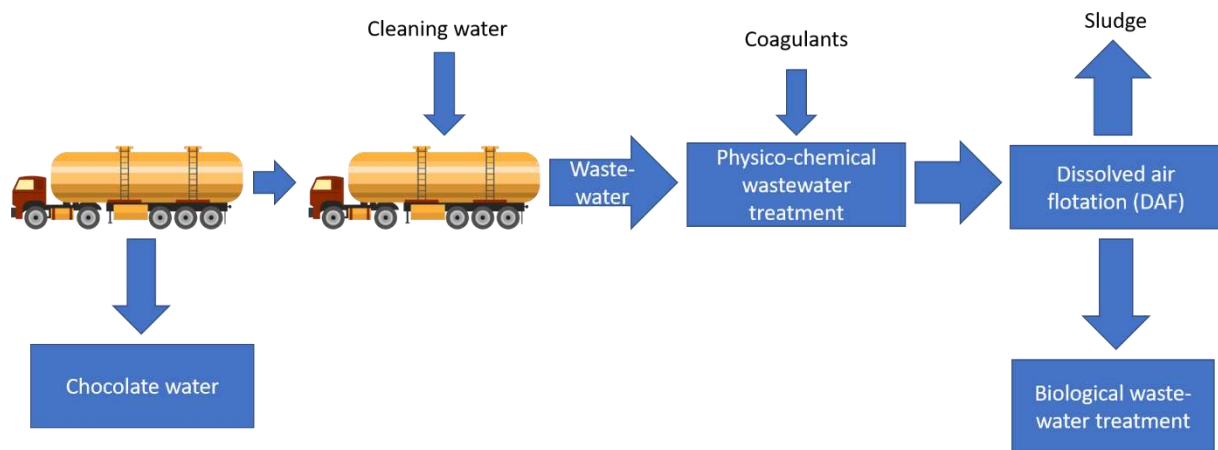 Cleaning water
Coagulants
Sludge
Waste-
water
Physico-chemical
wastewater
treatment
Dissolved air
flotation (DAF)
Chocolate water
Biological waste-
water treatment